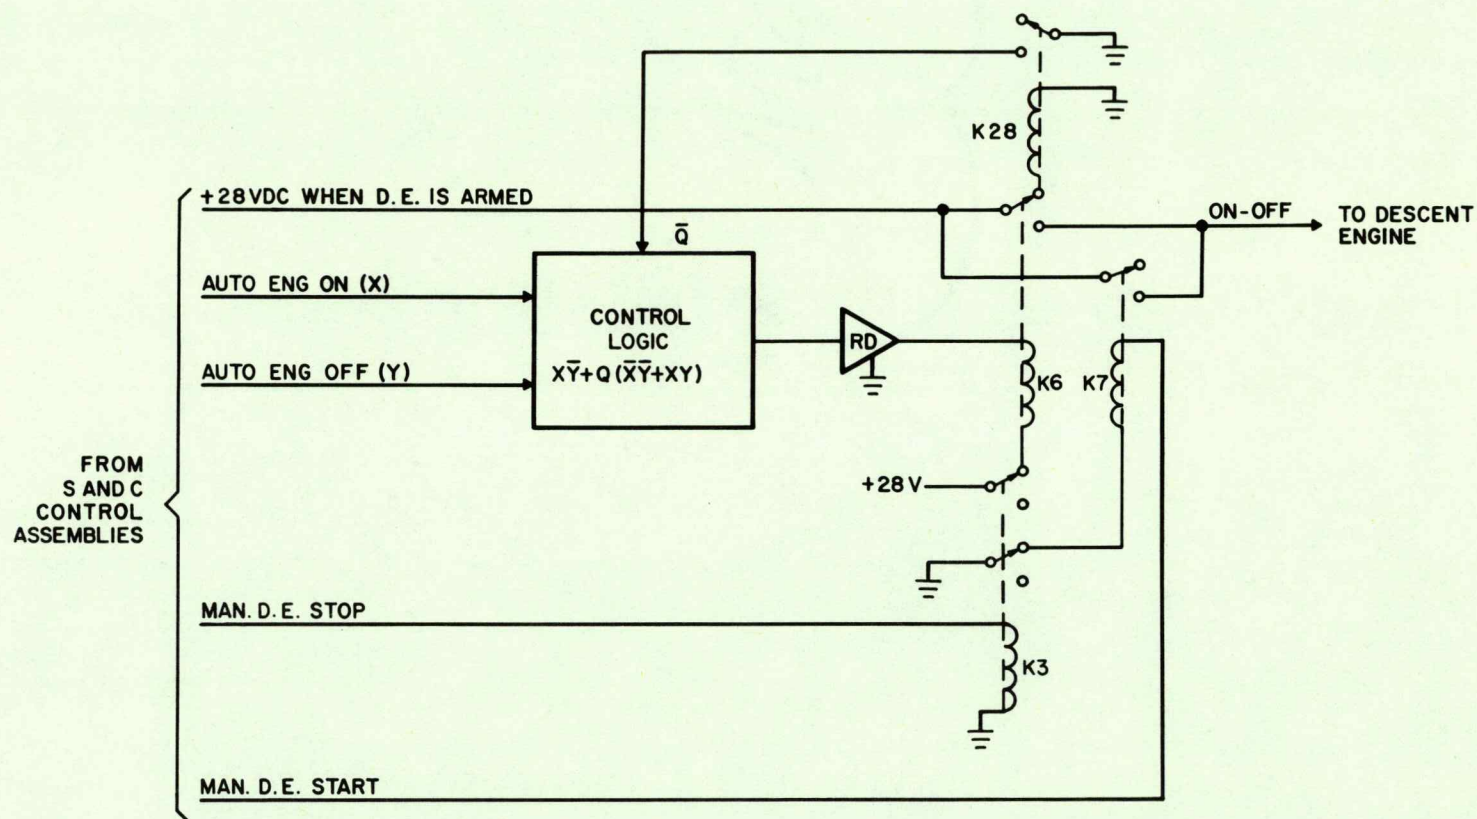 K28
+28VDC WHEN D.E. IS ARMED
ON-OFF
TO DESCENT
ENGINE
Q̅
AUTO ENG ON (X)
CONTROL
LOGIC
XY̅+Q(X̅Y̅+XY)
RD
AUTO ENG OFF (Y)
K6
K7
FROM
S AND C
CONTROL
ASSEMBLIES
+28V
MAN. D.E. STOP
K3
MAN. D.E. START